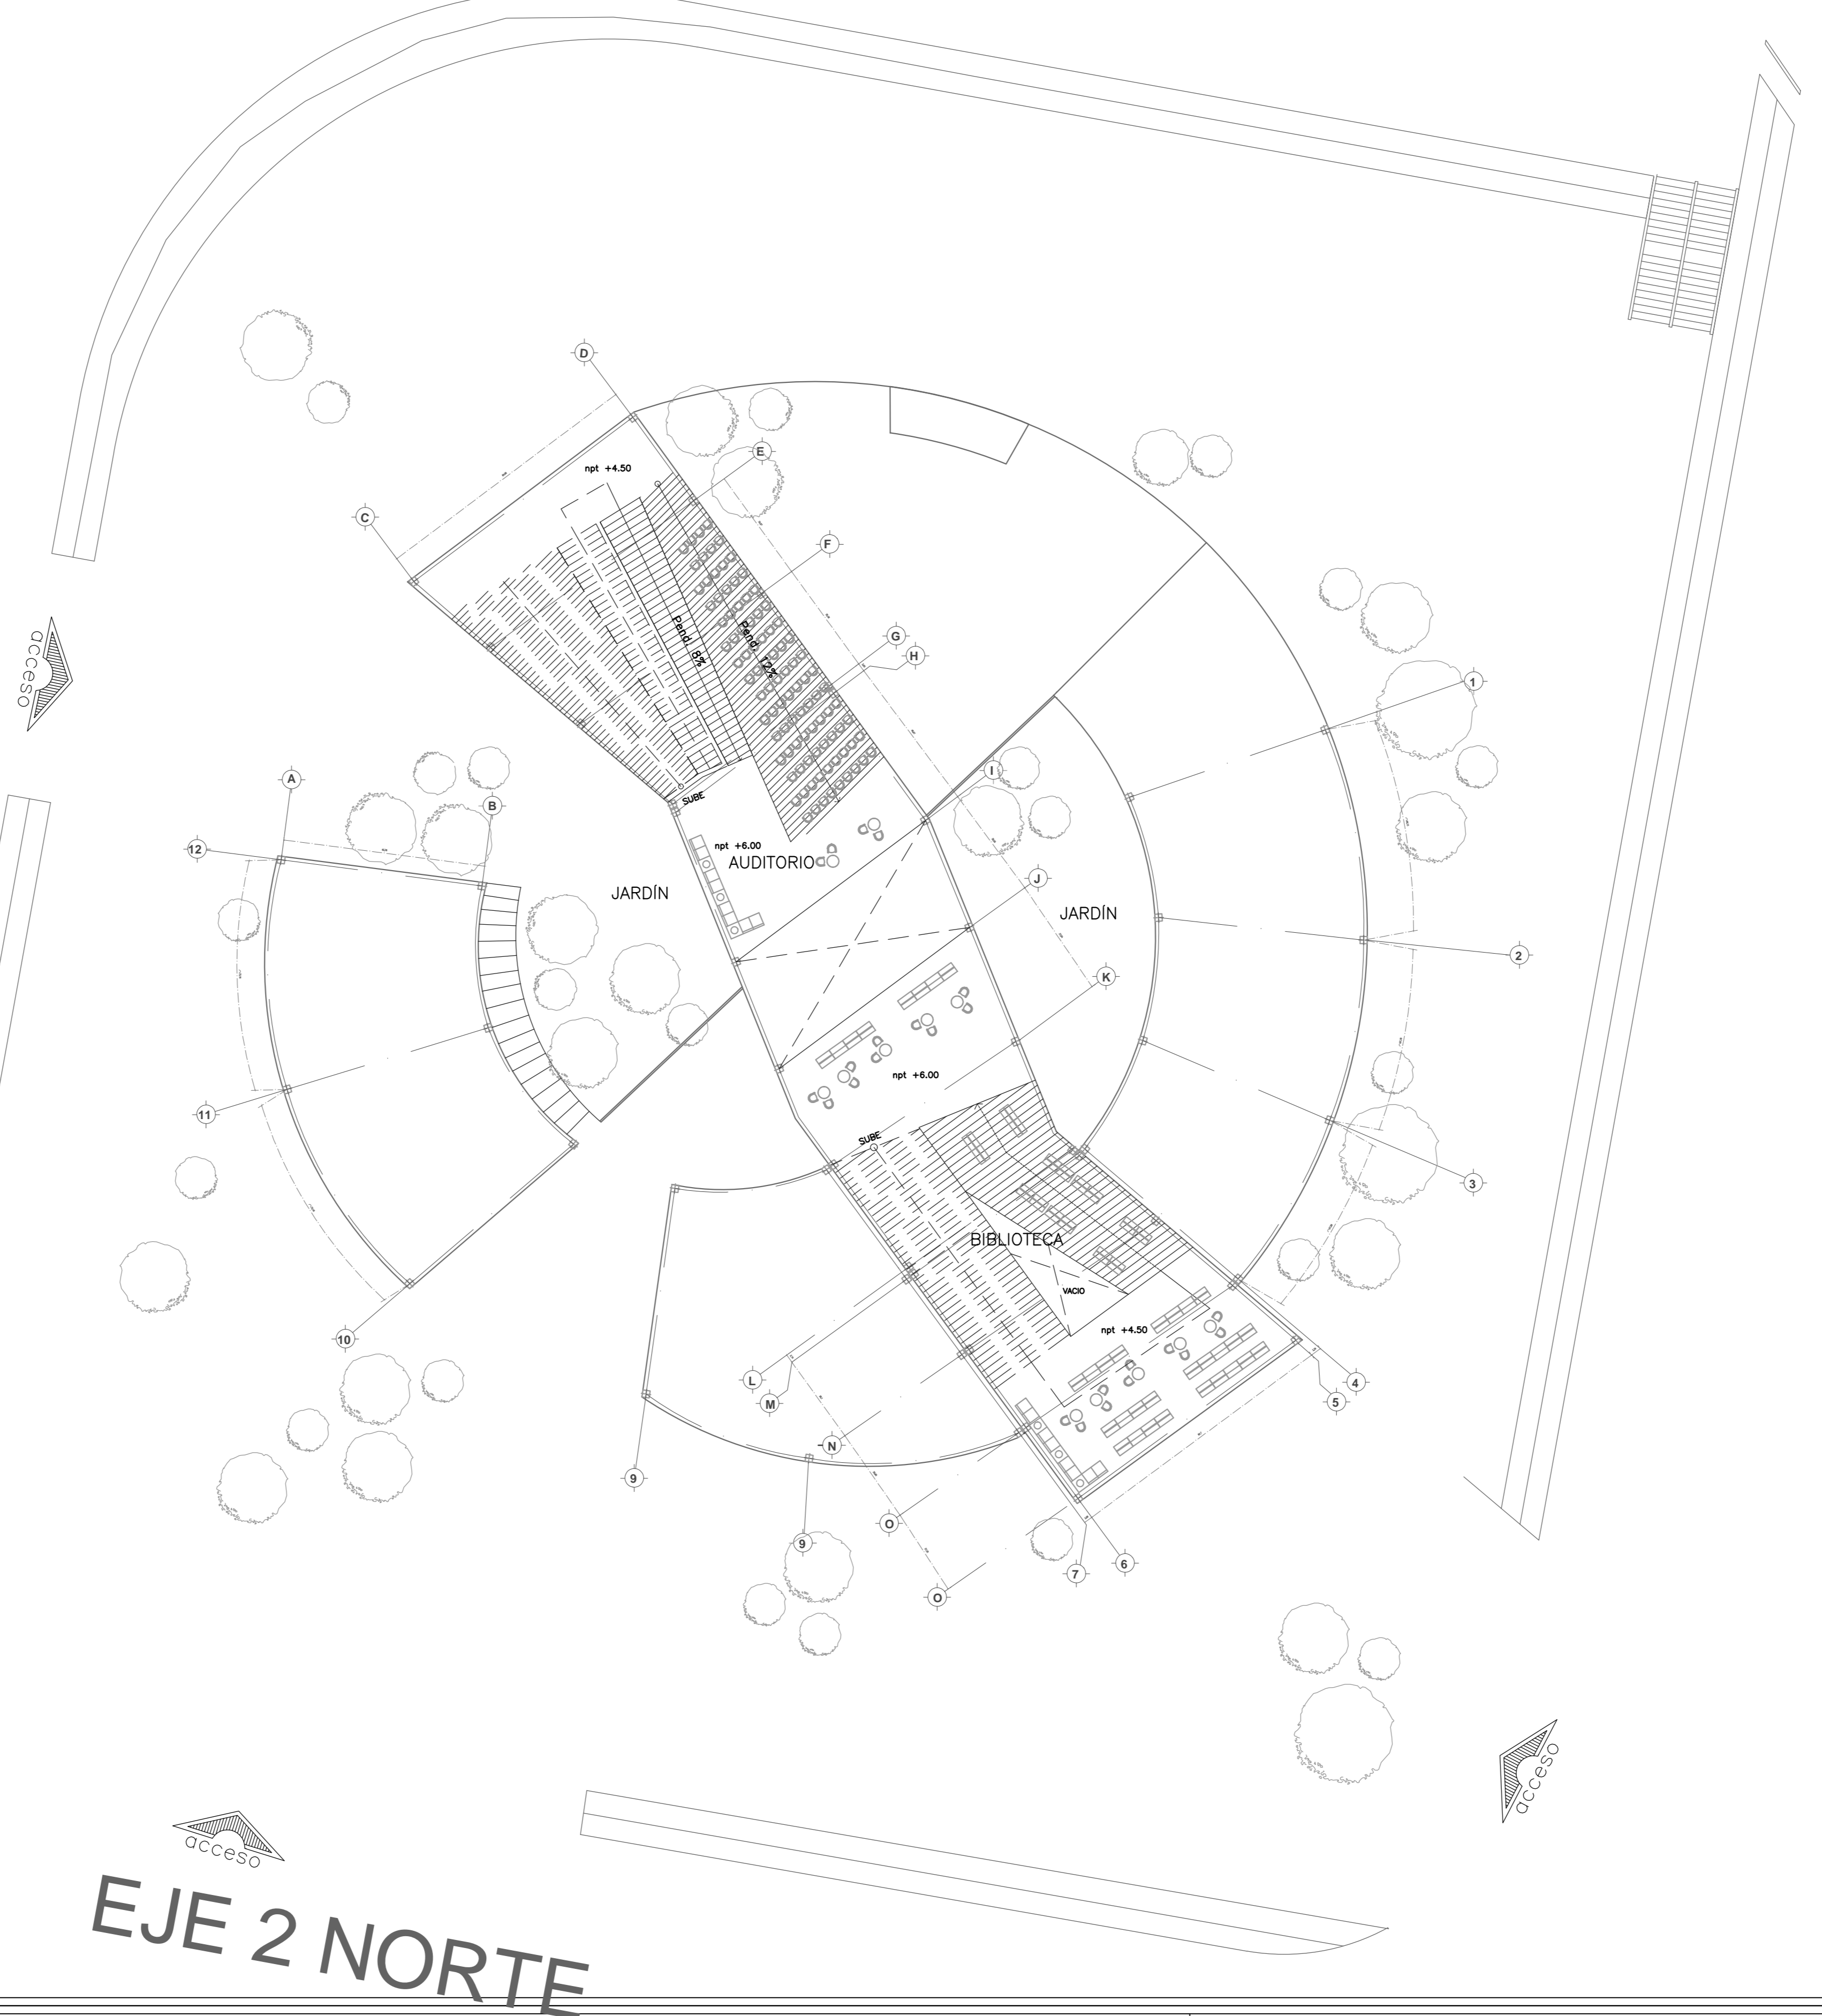 D
E
npt +4.50
C
F
Pend. 8%
Pend. 12%
G
H
acceso
1
I
A
B
SUBE
12
npt +6.00
AUDITORIO
J
JARDÍN
JARDÍN
2
K
npt +6.00
11
SUBE
3
BIBLIOTECA
VACIO
npt +4.50
10
L
M
4
5
N
9
O
9
6
7
O
acceso
acceso
EJE 2 NORTE